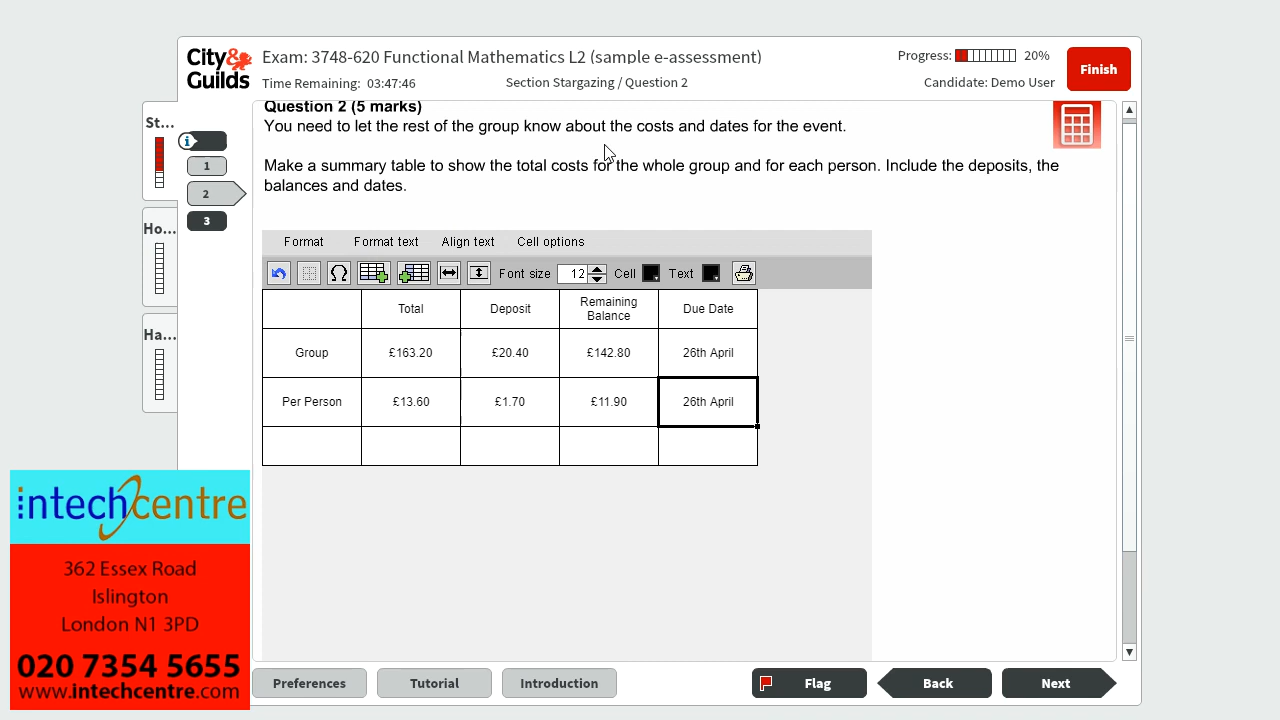 City&
Guilds
Exam: 3748-620 Functional Mathematics L2 (sample e-assessment)
Progress: 20%
Finish
Time Remaining: 03:47:46
Section Stargazing / Question 2
Candidate: Demo User
St...
Ho...
Ha...
i
1
2
3
Question 2 (5 marks)
You need to let the rest of the group know about the costs and dates for the event.
Make a summary table to show the total costs for the whole group and for each person. Include the deposits, the
balances and dates.
Format Format text Align text Cell options
Ω Font size 12 Cell Text
Total Deposit Remaining Balance Due Date
Group £163.20 £20.40 £142.80 26th April
Per Person £13.60 £1.70 £11.90 26th April
intechcentre
362 Essex Road
Islington
London N1 3PD
020 7354 5655
www.intechcentre.com
Preferences Tutorial Introduction Flag Back Next